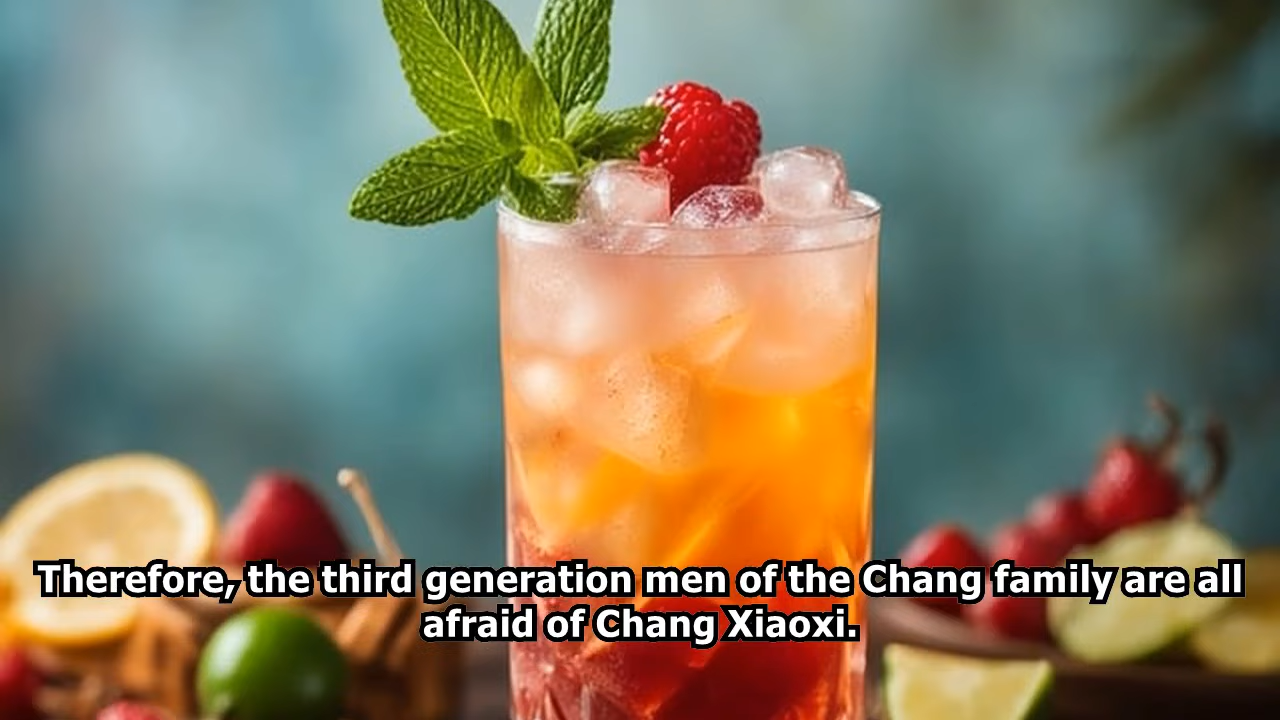 Therefore, the third generation men of the Chang family are all
afraid of Chang Xiaoxi.